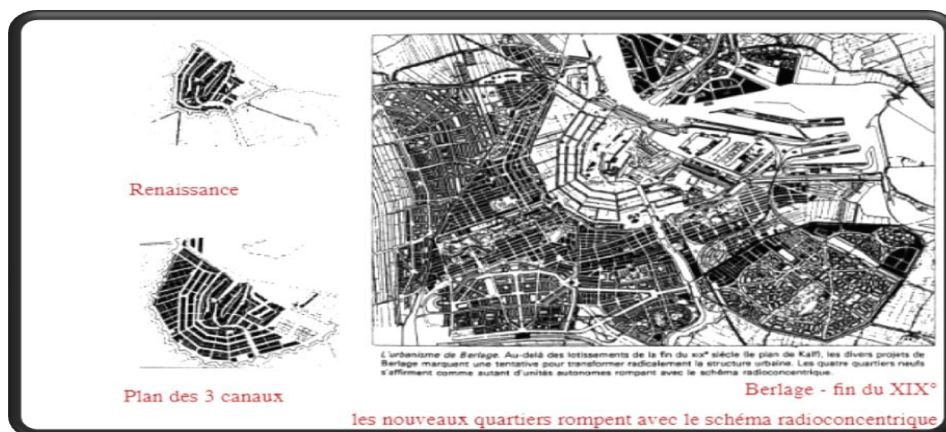 Renaissance
Plan des 3 canaux
L'urbanisme de Berlage. Au-delà des lotissements de la fin du XIXᵉ siècle (le plan de Kalf), les divers projets de
Berlage marquent une tentative pour transformer radicalement la structure urbaine. Les quatre quartiers neufs
s'affirment comme autant d'unités autonomes rompant avec le schéma radioconcentrique.
Berlage - fin du XIX°
les nouveaux quartiers rompent avec le schéma radioconcentrique